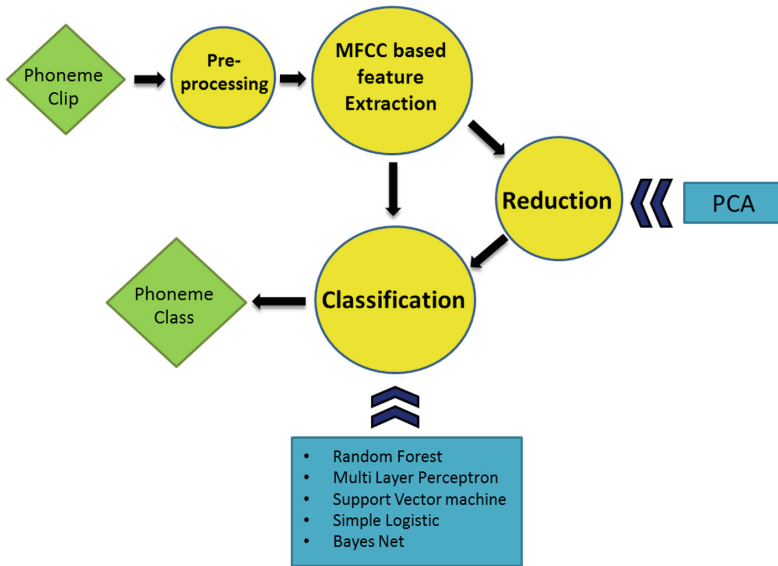 Phoneme
Clip
Pre-
processing
MFCC based
feature
Extraction
Reduction
PCA
Classification
Phoneme
Class
• Random Forest
• Multi Layer Perceptron
• Support Vector machine
• Simple Logistic
• Bayes Net